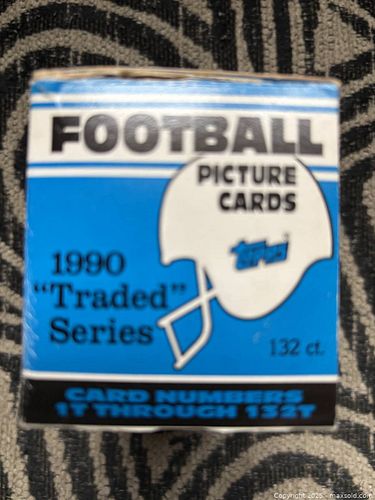 FOOTBALL
PICTURE
CARDS
topps
1990
"Traded"
Series
132 ct.
CARD NUMBERS
1T THROUGH 132T
Copyright 2025 - maxsold.com